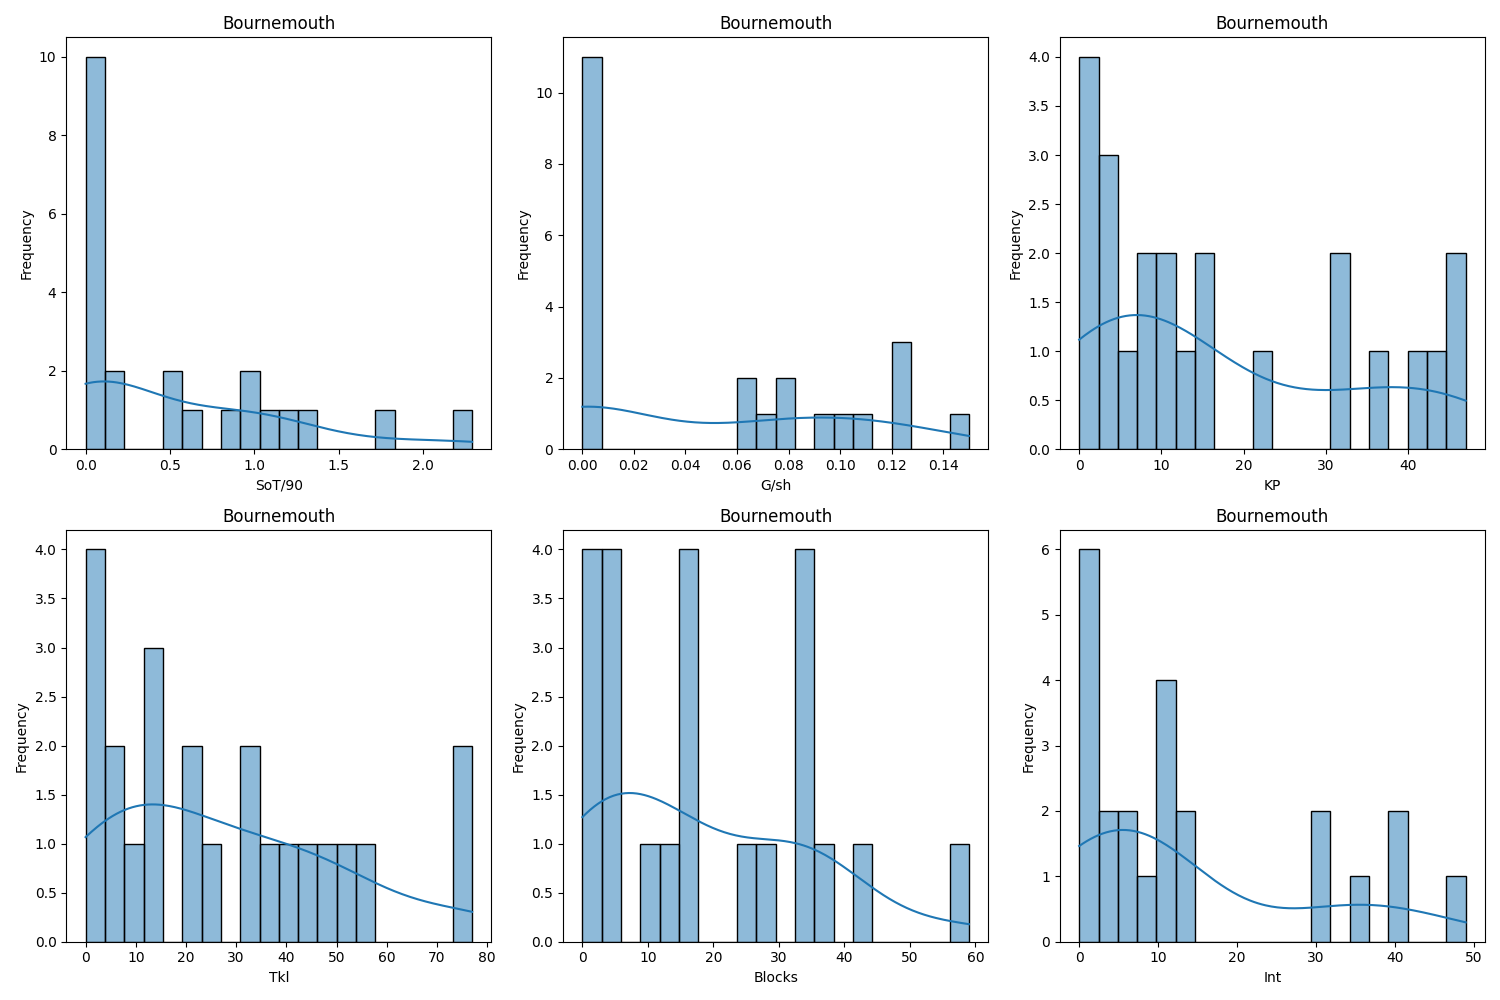 Bournemouth
10
8
6
4
2
0
Frequency
0.0 0.5 1.0 1.5 2.0
SoT/90
Bournemouth
10
8
6
4
2
0
Frequency
0.00 0.02 0.04 0.06 0.08 0.10 0.12 0.14
G/sh
Bournemouth
4.0
3.5
3.0
2.5
2.0
1.5
1.0
0.5
0.0
Frequency
0 10 20 30 40
KP
Bournemouth
4.0
3.5
3.0
2.5
2.0
1.5
1.0
0.5
0.0
Frequency
0 10 20 30 40 50 60 70 80
Tkl
Bournemouth
4.0
3.5
3.0
2.5
2.0
1.5
1.0
0.5
0.0
Frequency
0 10 20 30 40 50 60
Blocks
Bournemouth
6
5
4
3
2
1
0
Frequency
0 10 20 30 40 50
Int